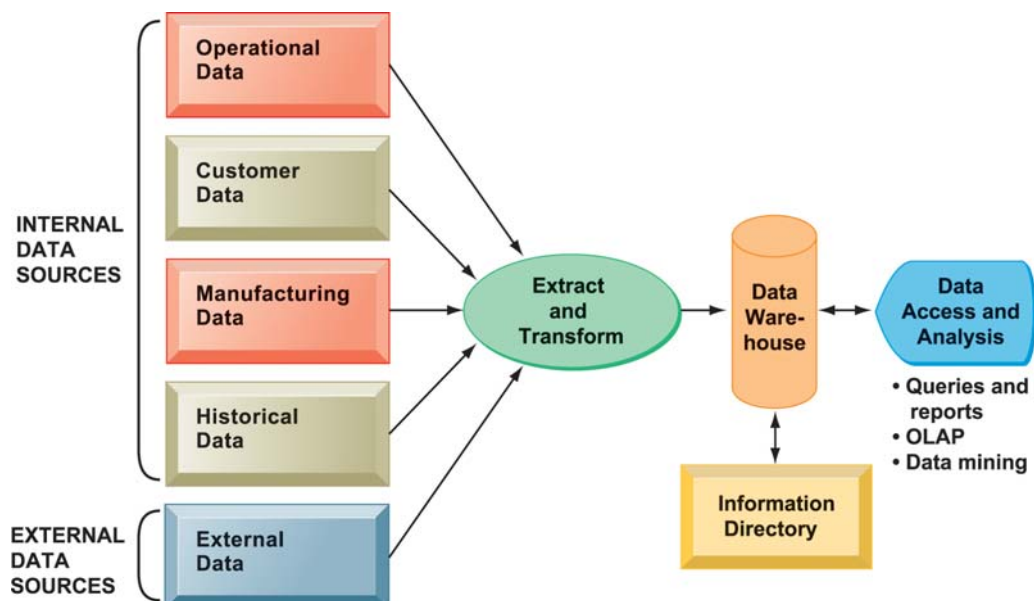 INTERNAL
DATA
SOURCES
Operational
Data
Customer
Data
Manufacturing
Data
Historical
Data
EXTERNAL
DATA
SOURCES
External
Data
Extract
and
Transform
Data
Ware-
house
Information
Directory
Data
Access and
Analysis
• Queries and
reports
• OLAP
• Data mining